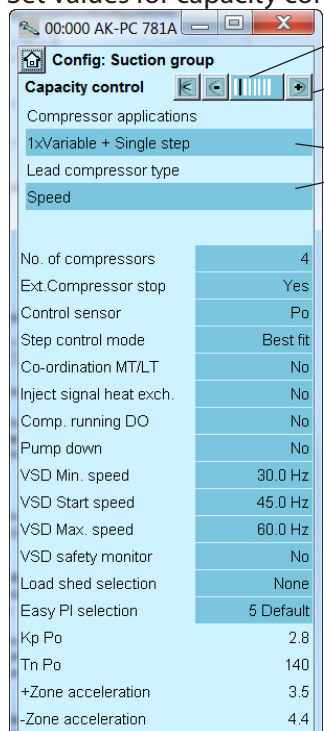 Set values for capacity co
00:000 AK-PC 781A
Config: Suction group
Capacity control
Compressor applications
1xVariable + Single step
Lead compressor type
Speed
No. of compressors 4
Ext.Compressor stop Yes
Control sensor Po
Step control mode Best fit
Co-ordination MT/LT No
Inject signal heat exch. No
Comp. running DO No
Pump down No
VSD Min. speed 30.0 Hz
VSD Start speed 45.0 Hz
VSD Max. speed 60.0 Hz
VSD safety monitor No
Load shed selection None
Easy PI selection 5 Default
Kp Po 2.8
Tn Po 140
+Zone acceleration 3.5
-Zone acceleration 4.4